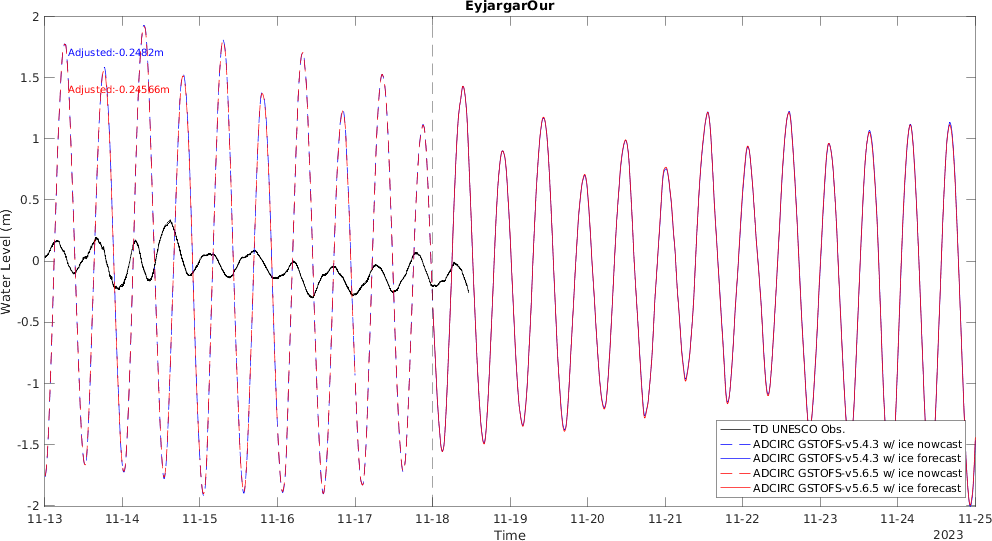 EyjargarOur
Adjusted:-0.2482m
Adjusted:-0.24566m
Water Level (m)
2
1.5
1
0.5
0
-0.5
-1
-1.5
-2
11-13 11-14 11-15 11-16 11-17 11-18 11-19 11-20 11-21 11-22 11-23 11-24 11-25
Time
2023
TD UNESCO Obs.
ADCIRC GSTOFS-v5.4.3 w/ ice nowcast
ADCIRC GSTOFS-v5.4.3 w/ ice forecast
ADCIRC GSTOFS-v5.6.5 w/ ice nowcast
ADCIRC GSTOFS-v5.6.5 w/ ice forecast